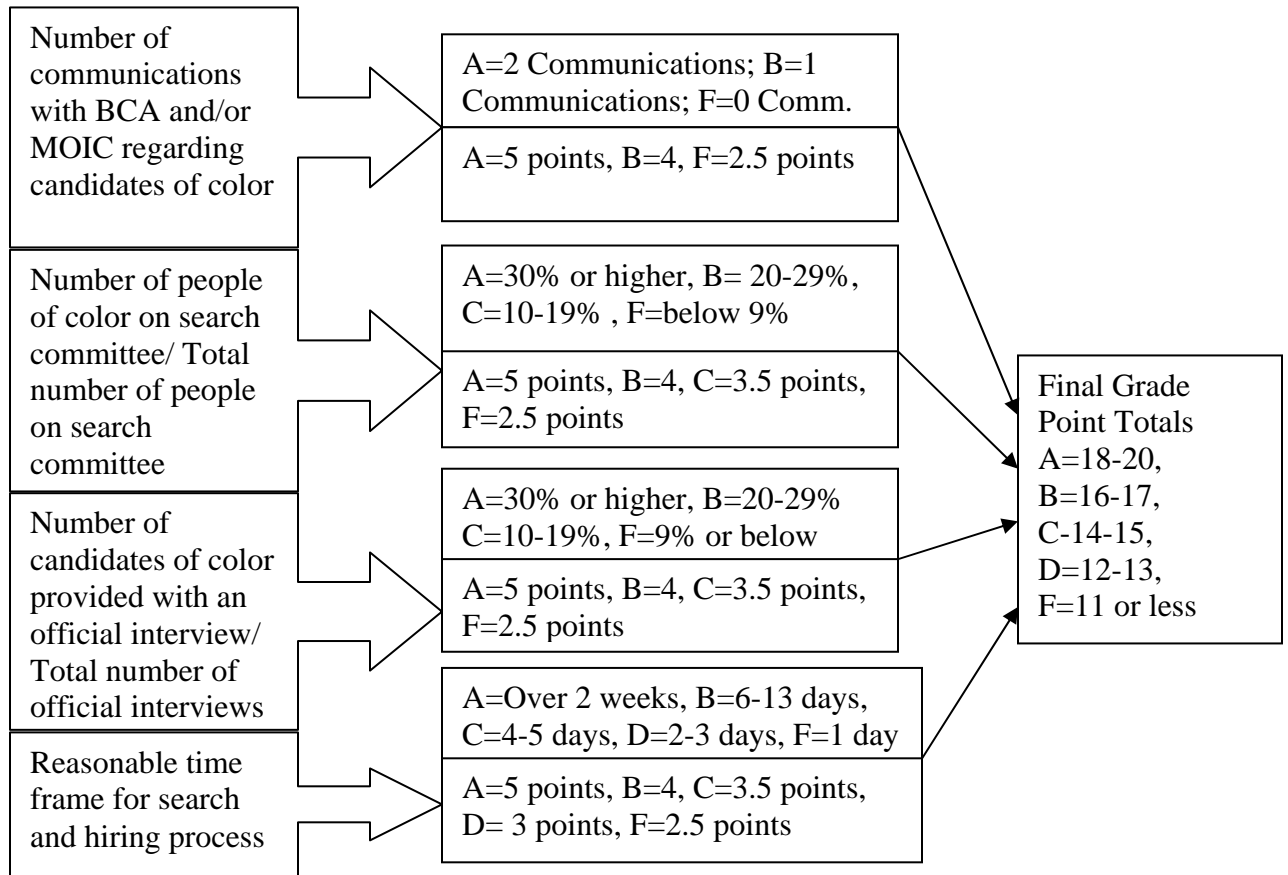 Number of
communications
with BCA and/or
MOIC regarding
candidates of color
A=2 Communications; B=1
Communications; F=0 Comm.
A=5 points, B=4, F=2.5 points
Number of people
of color on search
committee/ Total
number of people
on search
committee
A=30% or higher, B= 20-29%,
C=10-19% , F=below 9%
A=5 points, B=4, C=3.5 points,
F=2.5 points
Number of
candidates of color
provided with an
official interview/
Total number of
official interviews
A=30% or higher, B=20-29%
C=10-19%, F=9% or below
A=5 points, B=4, C=3.5 points,
F=2.5 points
Reasonable time
frame for search
and hiring process
A=Over 2 weeks, B=6-13 days,
C=4-5 days, D=2-3 days, F=1 day
A=5 points, B=4, C=3.5 points,
D= 3 points, F=2.5 points
Final Grade
Point Totals
A=18-20,
B=16-17,
C-14-15,
D=12-13,
F=11 or less